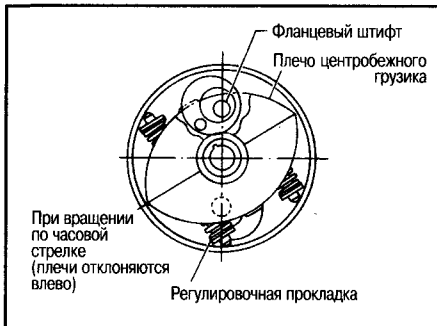 Фланцевый штифт
Плечо центробежного
грузика
При вращении
по часовой
стрелке
(плечи отклоняются
влево)
Регулировочная прокладка